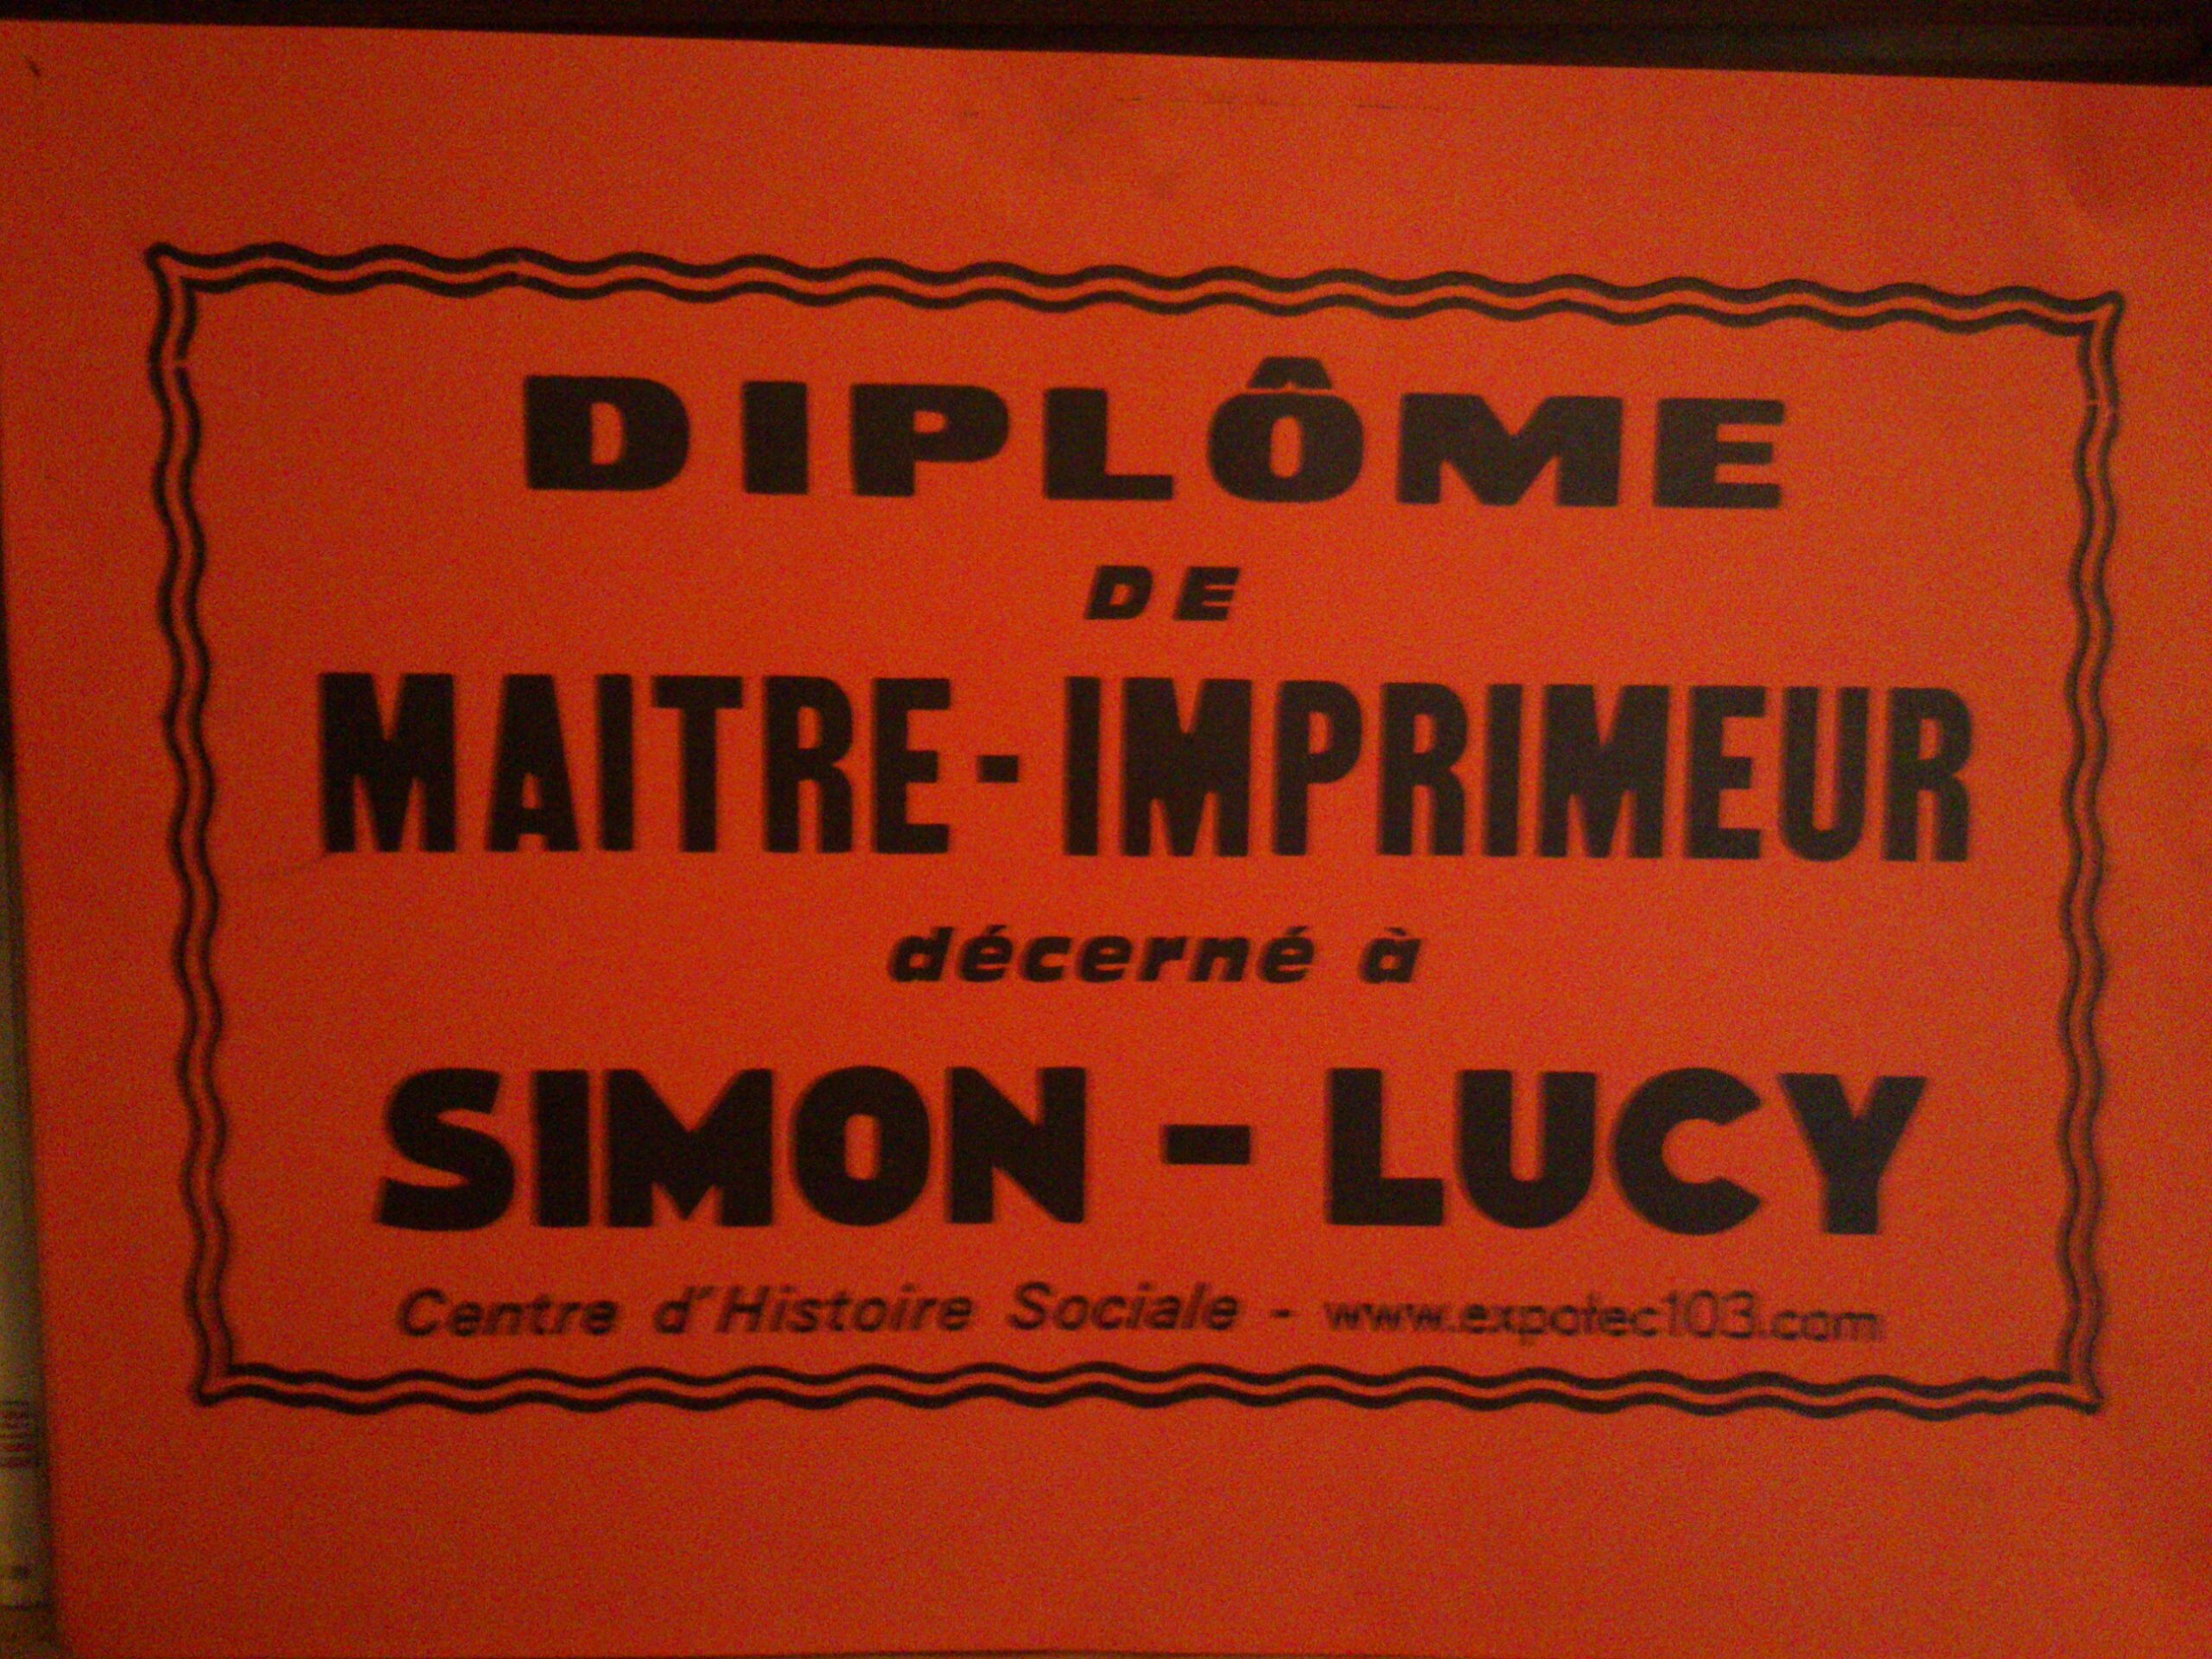 DIPLÔME
DE
MAITRE-IMPRIMEUR
décerné à
SIMON - LUCY
Centre d'Histoire Sociale - www.expotec103.com